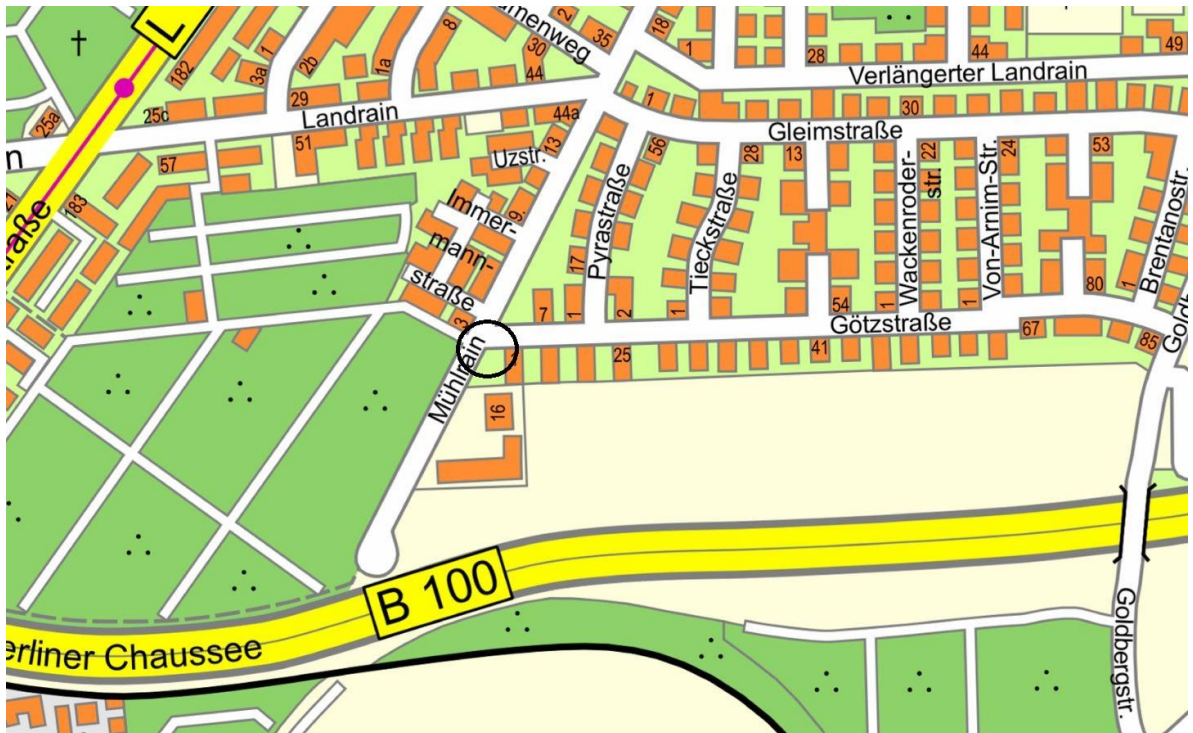 L
35
2
18
30
8
1
28
44
49
182
3a
1
2b
1a
44
Verlängerter Landrain
25c
29
Landrain
44a
1
30
25a
51
13
Gleimstraße
57
Uzstr.
56
28
13
22
24
53
183
Immer-
mann-
straße
9
Pyrastraße
Tieckstraße
Wackenroder-
str.
Von-Arnim-Str.
Brentanostr.
17
3
7
1
2
1
54
1
1
80
1
Götzstraße
67
85
25
41
Mühlrain
16
B 100
Goldbergstr.